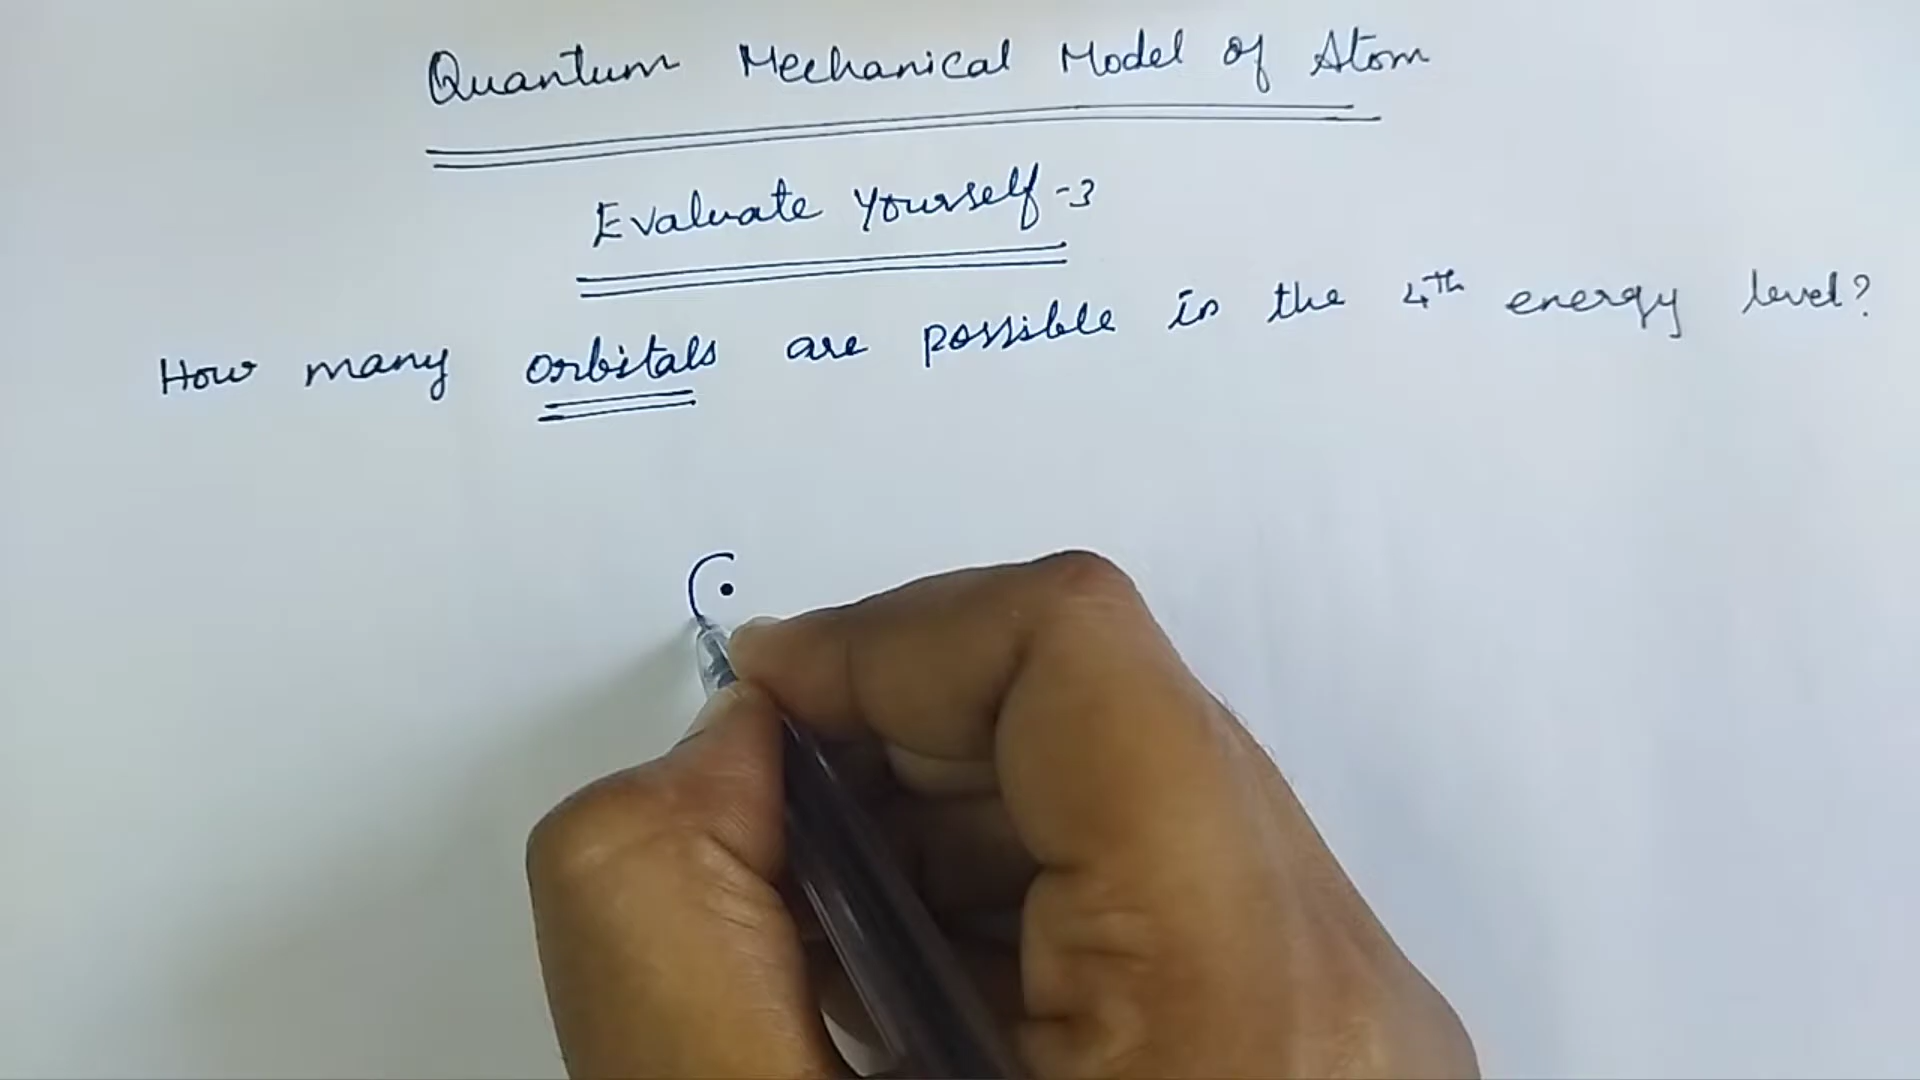 Quantum Mechanical Model of Atom
Evaluate Yourself -3
How many orbitals are possible in the 4th energy level?